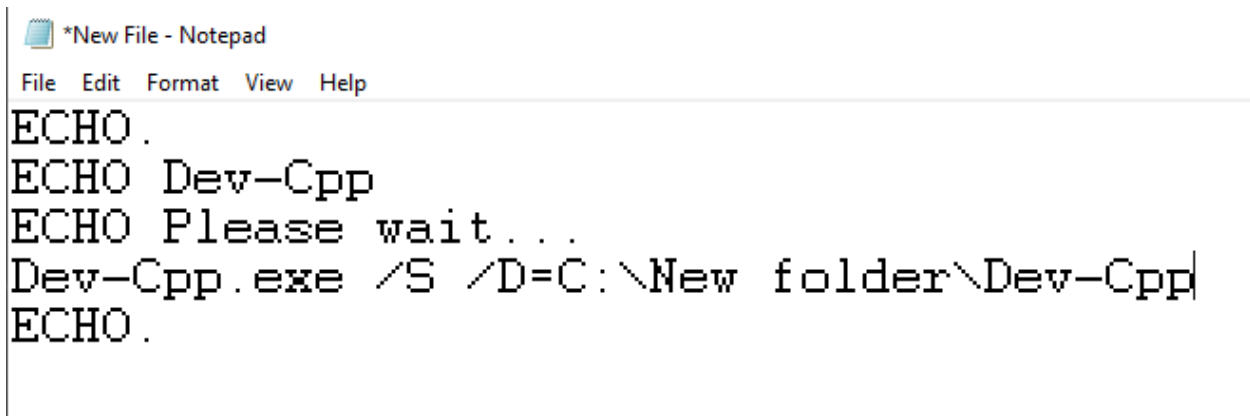 *New File - Notepad
File Edit Format View Help
ECHO.
ECHO Dev-Cpp
ECHO Please wait...
Dev-Cpp.exe /S /D=C:\New folder\Dev-Cpp
ECHO.